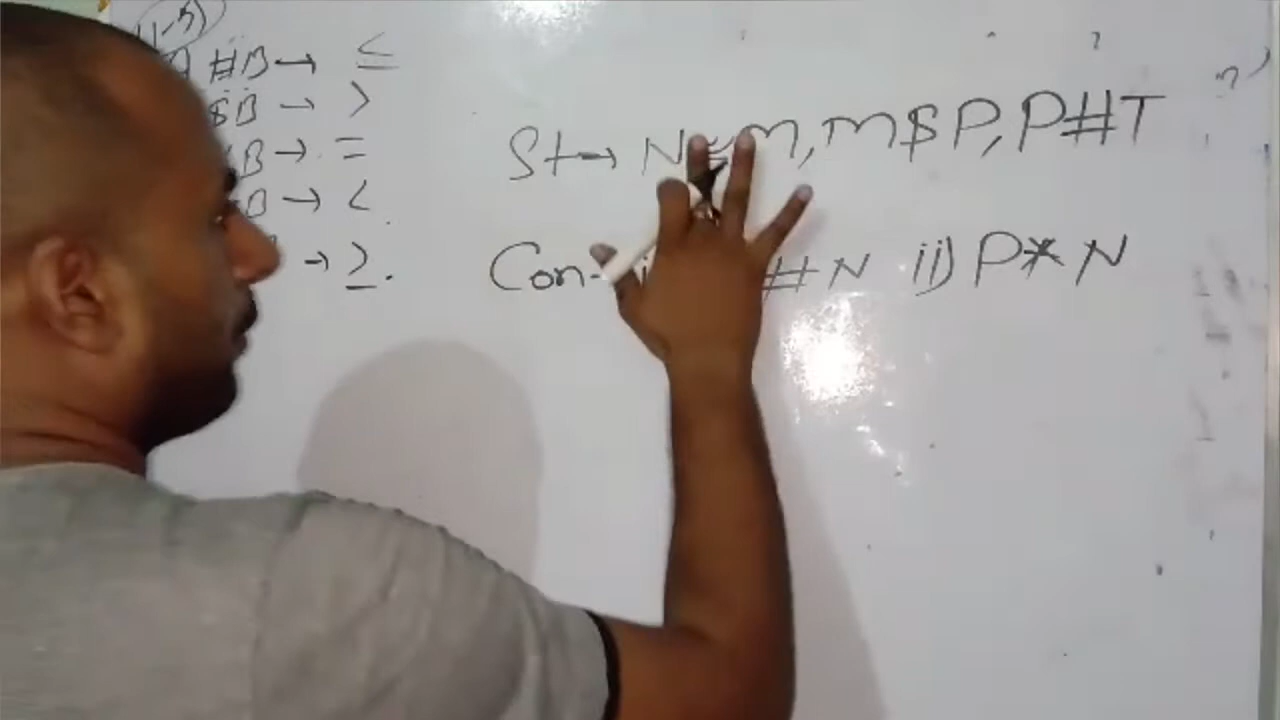 1-5)
#B → ≤
$B → >
B → =
B → <
→ ≥.
St → N M, M$P, P#T
Con- # N ii) P*N